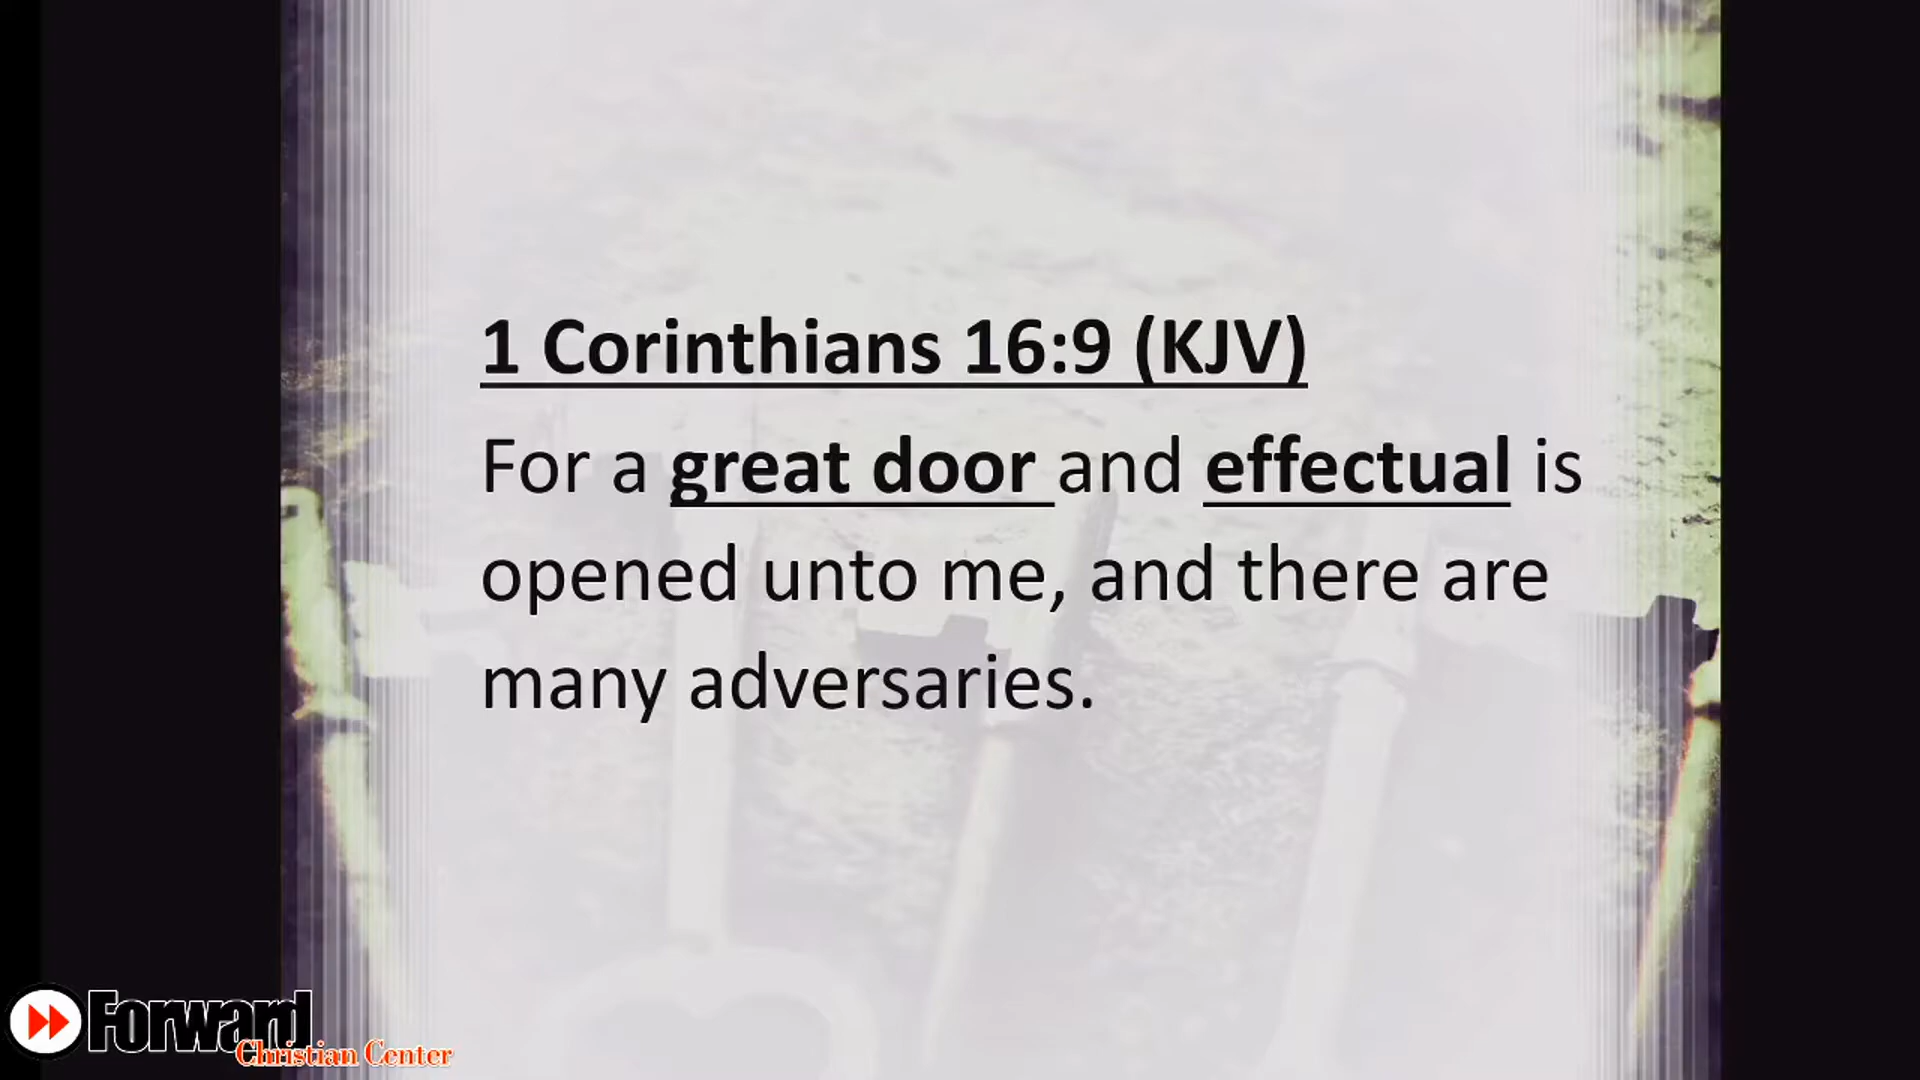 1 Corinthians 16:9 (KJV)
For a great door and effectual is
opened unto me, and there are
many adversaries.
Forward
Christian Center